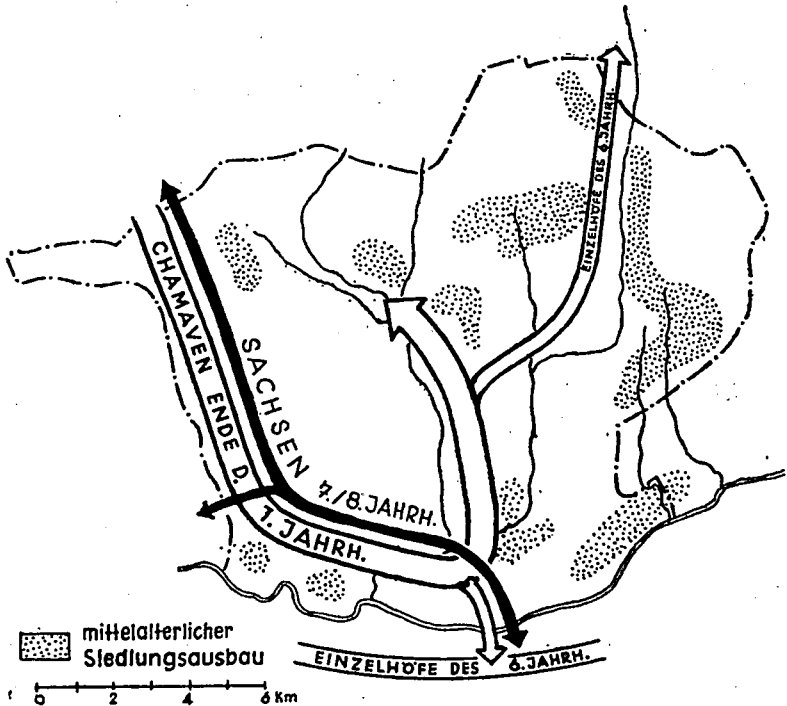 EINZELHÖFE DES 6. JAHRH.
CHAMAVEN ENDE D.
1. JAHRH.
SACHSEN
7./8. JAHRH.
mittelalterlicher
Siedlungsausbau
EINZELHÖFE DES 6. JAHRH.
0 2 4 6 Km